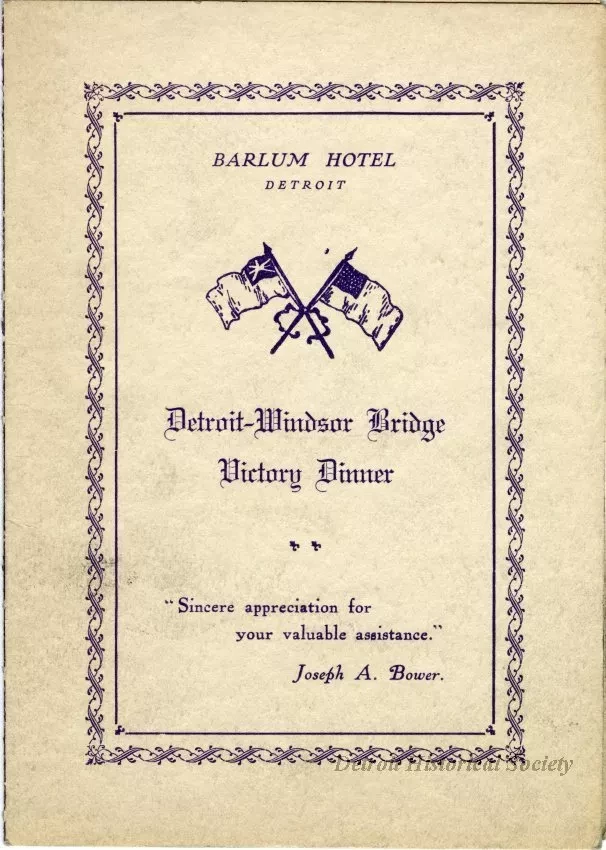 BARLUM HOTEL
DETROIT
Detroit-Windsor Bridge
Victory Dinner
"Sincere appreciation for
your valuable assistance."
Joseph A. Bower.
Detroit Historical Society